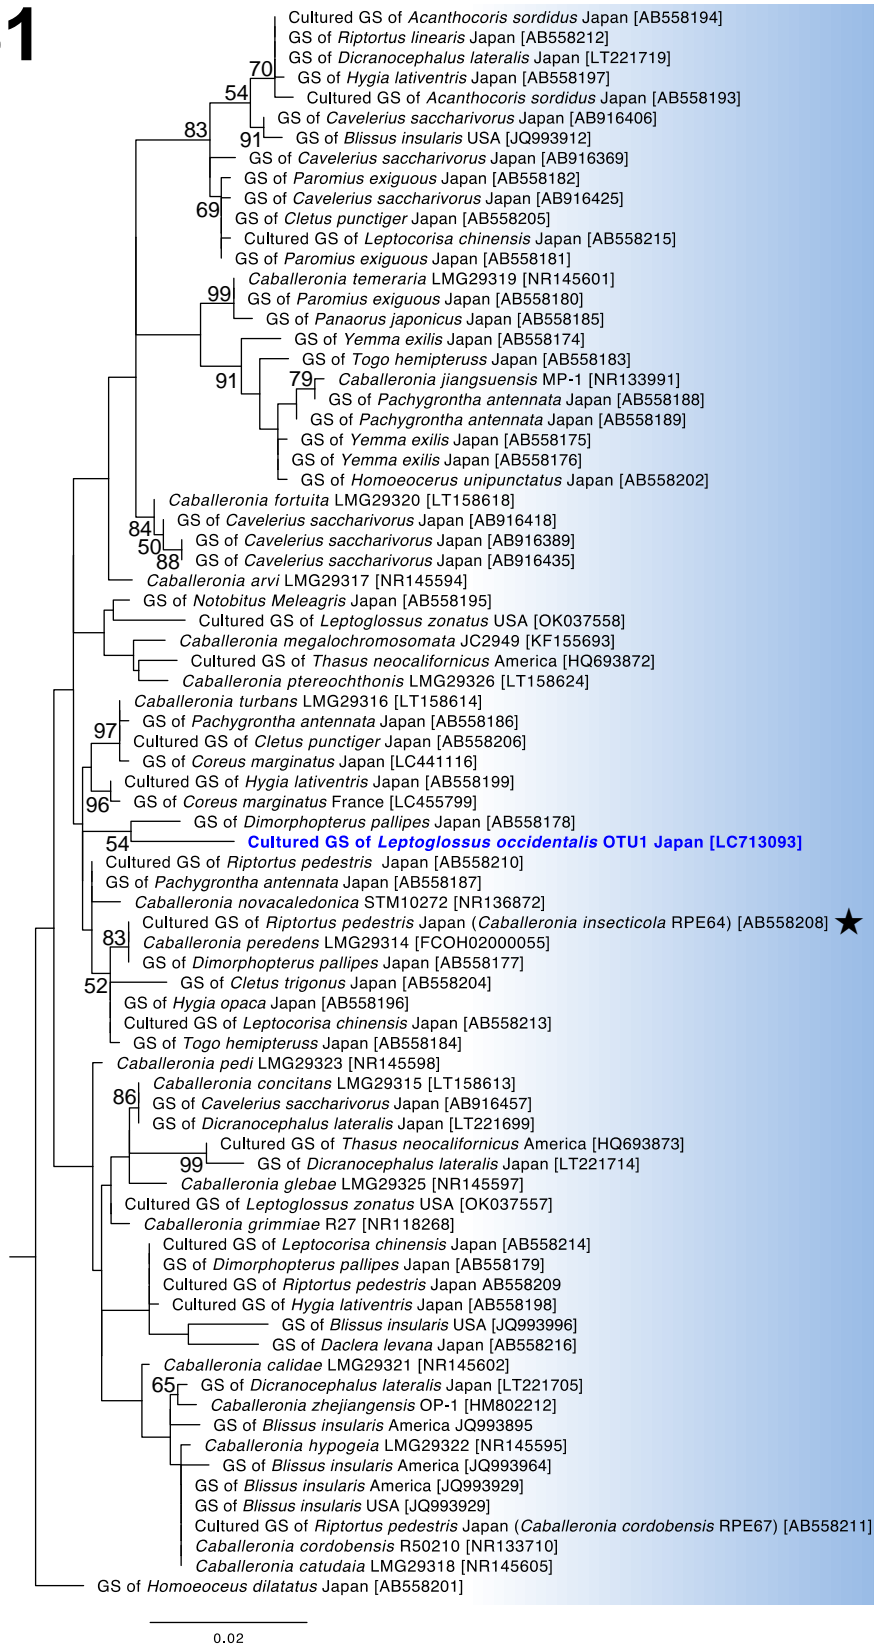 1
Cultured GS of Acanthocoris sordidus Japan [AB558194]
GS of Riptortus linearis Japan [AB558212]
GS of Dicranocephalus lateralis Japan [LT221719]
70
GS of Hygia lativentris Japan [AB558197]
54
Cultured GS of Acanthocoris sordidus Japan [AB558193]
GS of Cavelerius saccharivorus Japan [AB916406]
83
91
GS of Blissus insularis USA [JQ993912]
GS of Cavelerius saccharivorus Japan [AB916369]
GS of Paromius exiguous Japan [AB558182]
GS of Cavelerius saccharivorus Japan [AB916425]
69
GS of Cletus punctiger Japan [AB558205]
Cultured GS of Leptocorisa chinensis Japan [AB558215]
GS of Paromius exiguous Japan [AB558181]
Caballeronia temeraria LMG29319 [NR145601]
99
GS of Paromius exiguous Japan [AB558180]
GS of Panaorus japonicus Japan [AB558185]
GS of Yemma exilis Japan [AB558174]
GS of Togo hemipteruss Japan [AB558183]
91
79
Caballeronia jiangsuensis MP-1 [NR133991]
GS of Pachygrontha antennata Japan [AB558188]
GS of Pachygrontha antennata Japan [AB558189]
GS of Yemma exilis Japan [AB558175]
GS of Yemma exilis Japan [AB558176]
GS of Homoeocerus unipunctatus Japan [AB558202]
Caballeronia fortuita LMG29320 [LT158618]
84
GS of Cavelerius saccharivorus Japan [AB916418]
50
GS of Cavelerius saccharivorus Japan [AB916389]
88
GS of Cavelerius saccharivorus Japan [AB916435]
Caballeronia arvi LMG29317 [NR145594]
GS of Notobitus Meleagris Japan [AB558195]
Cultured GS of Leptoglossus zonatus USA [OK037558]
Caballeronia megalochromosomata JC2949 [KF155693]
Cultured GS of Thasus neocalifornicus America [HQ693872]
Caballeronia ptereochthonis LMG29326 [LT158624]
Caballeronia turbans LMG29316 [LT158614]
97
GS of Pachygrontha antennata Japan [AB558186]
Cultured GS of Cletus punctiger Japan [AB558206]
GS of Coreus marginatus Japan [LC441116]
Cultured GS of Hygia lativentris Japan [AB558199]
96
GS of Coreus marginatus France [LC455799]
GS of Dimorphopterus pallipes Japan [AB558178]
54
Cultured GS of Leptoglossus occidentalis OTU1 Japan [LC713093]
Cultured GS of Riptortus pedestris Japan [AB558210]
GS of Pachygrontha antennata Japan [AB558187]
Caballeronia novacaledonica STM10272 [NR136872]
Cultured GS of Riptortus pedestris Japan (Caballeronia insecticola RPE64) [AB558208]
83
Caballeronia peredens LMG29314 [FCOH02000055]
GS of Dimorphopterus pallipes Japan [AB558177]
52
GS of Cletus trigonus Japan [AB558204]
GS of Hygia opaca Japan [AB558196]
Cultured GS of Leptocorisa chinensis Japan [AB558213]
GS of Togo hemipteruss Japan [AB558184]
Caballeronia pedi LMG29323 [NR145598]
Caballeronia concitans LMG29315 [LT158613]
86
GS of Cavelerius saccharivorus Japan [AB916457]
GS of Dicranocephalus lateralis Japan [LT221699]
Cultured GS of Thasus neocalifornicus America [HQ693873]
99
GS of Dicranocephalus lateralis Japan [LT221714]
Caballeronia glebae LMG29325 [NR145597]
Cultured GS of Leptoglossus zonatus USA [OK037557]
Caballeronia grimmiae R27 [NR118268]
Cultured GS of Leptocorisa chinensis Japan [AB558214]
GS of Dimorphopterus pallipes Japan [AB558179]
Cultured GS of Riptortus pedestris Japan AB558209
Cultured GS of Hygia lativentris Japan [AB558198]
GS of Blissus insularis USA [JQ993996]
GS of Daclera levana Japan [AB558216]
Caballeronia calidae LMG29321 [NR145602]
65
GS of Dicranocephalus lateralis Japan [LT221705]
Caballeronia zhejiangensis OP-1 [HM802212]
GS of Blissus insularis America JQ993895
Caballeronia hypogeia LMG29322 [NR145595]
GS of Blissus insularis America [JQ993964]
GS of Blissus insularis America [JQ993929]
GS of Blissus insularis USA [JQ993929]
Cultured GS of Riptortus pedestris Japan (Caballeronia cordobensis RPE67) [AB558211]
Caballeronia cordobensis R50210 [NR133710]
Caballeronia catudaia LMG29318 [NR145605]
GS of Homoeoceus dilatatus Japan [AB558201]
0.02